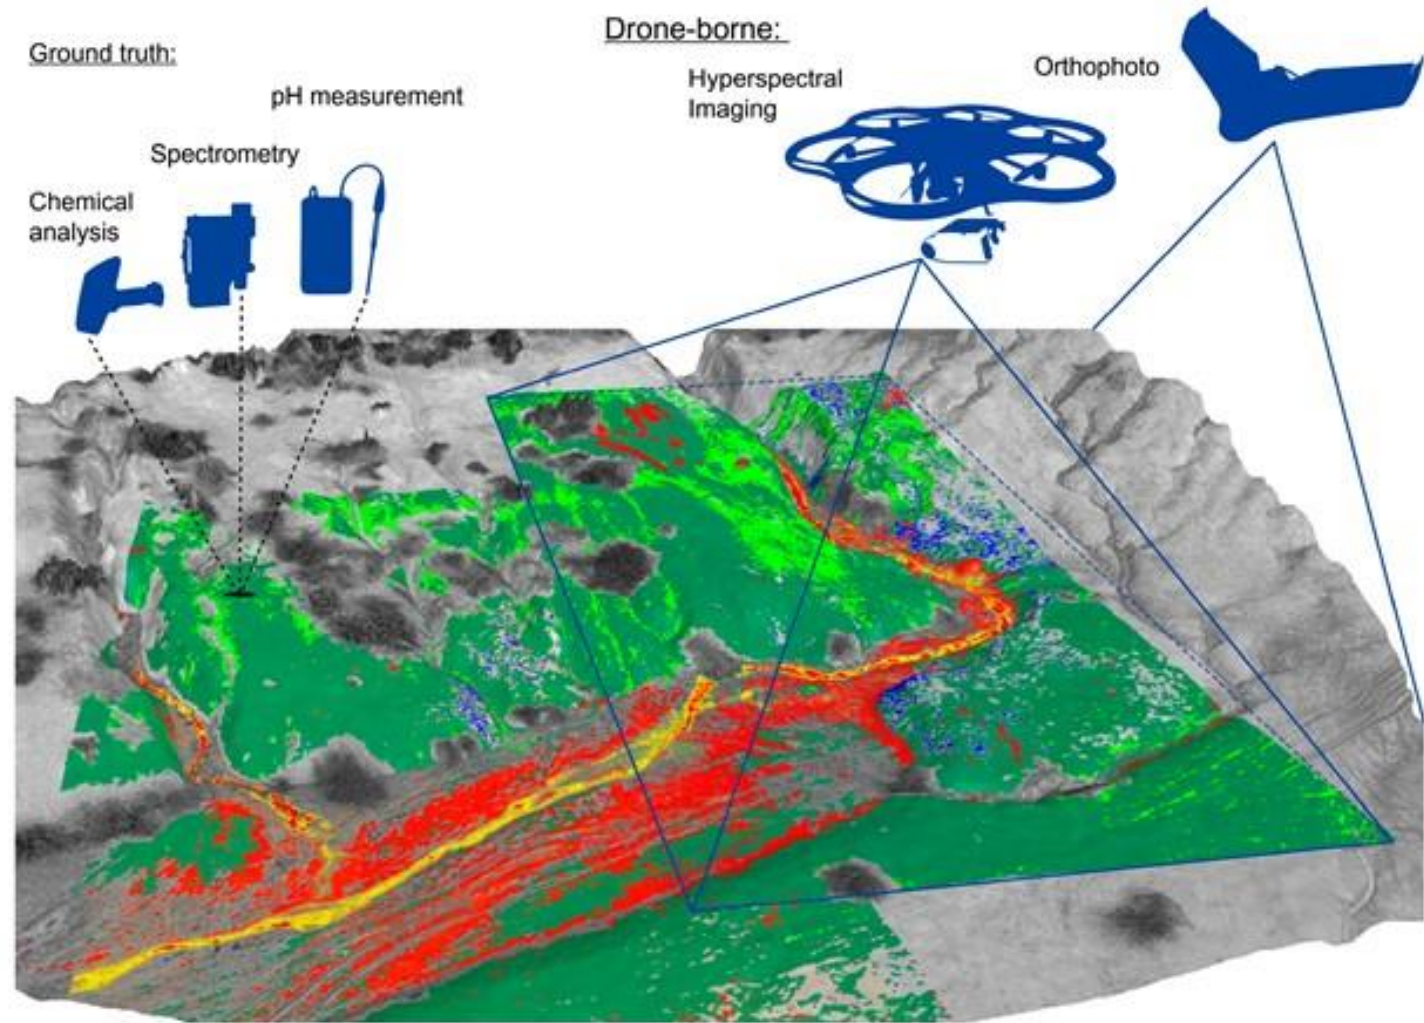 Ground truth:
pH measurement
Spectrometry
Chemical
analysis
Drone-borne:
Hyperspectral
Imaging
Orthophoto